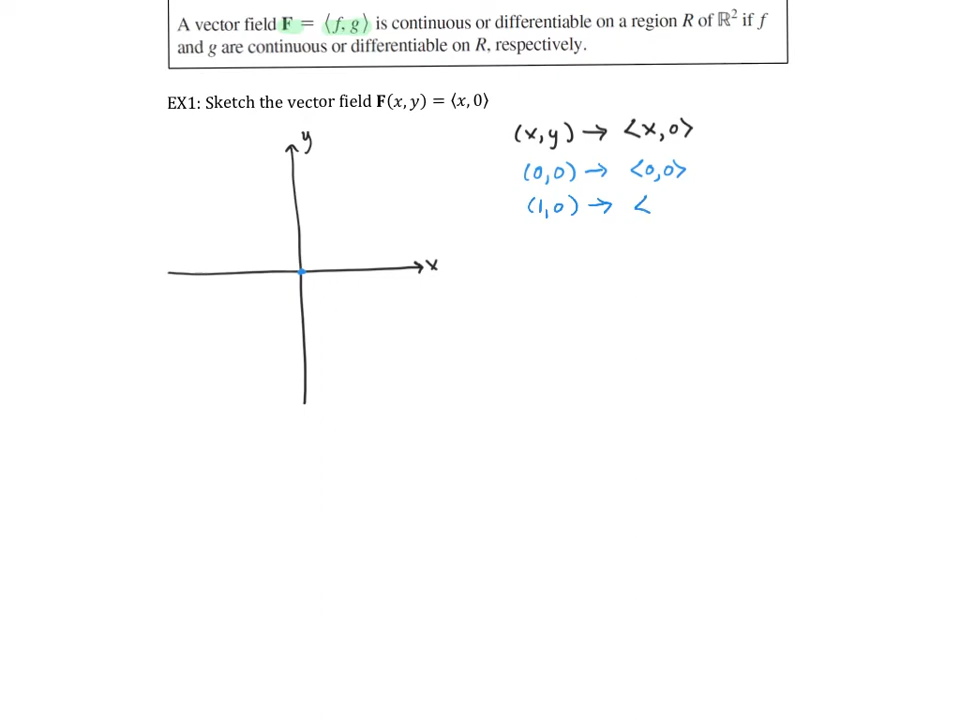 A vector field F = ⟨f, g⟩ is continuous or differentiable on a region R of ℝ² if f
and g are continuous or differentiable on R, respectively.
EX1: Sketch the vector field F(x, y) = ⟨x, 0⟩
(x,y) → <x,0>
y
(0,0) → <0,0>
(1,0) → <
x